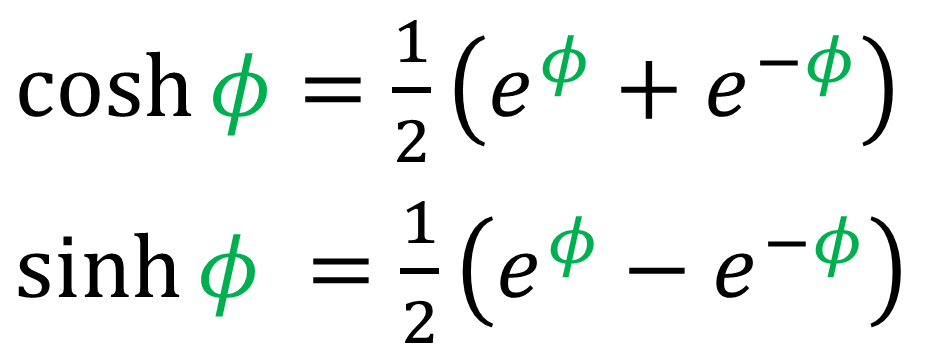 cosh ϕ = 1/2 (e^ϕ + e^−ϕ)
sinh ϕ = 1/2 (e^ϕ − e^−ϕ)